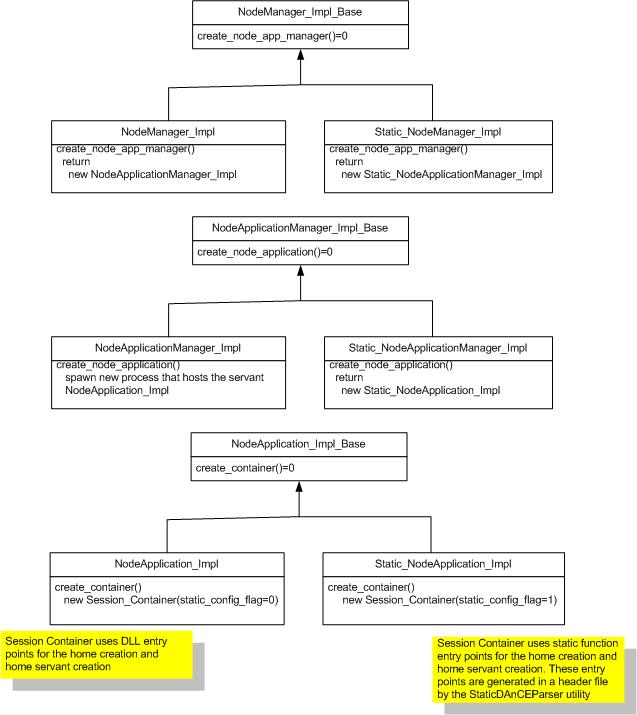 NodeManager_Impl_Base
create_node_app_manager()=0
NodeManager_Impl
create_node_app_manager()
return
new NodeApplicationManager_Impl
Static_NodeManager_Impl
create_node_app_manager()
return
new Static_NodeApplicationManager_Impl
NodeApplicationManager_Impl_Base
create_node_application()=0
NodeApplicationManager_Impl
create_node_application()
spawn new process that hosts the servant
NodeApplication_Impl
Static_NodeApplicationManager_Impl
create_node_application()
return
new Static_NodeApplication_Impl
NodeApplication_Impl_Base
create_container()=0
NodeApplication_Impl
create_container()
new Session_Container(static_config_flag=0)
Static_NodeApplication_Impl
create_container()
new Session_Container(static_config_flag=1)
Session Container uses DLL entry
points for the home creation and
home servant creation
Session Container uses static function
entry points for the home creation and
home servant creation. These entry
points are generated in a header file
by the StaticDAnCEParser utility